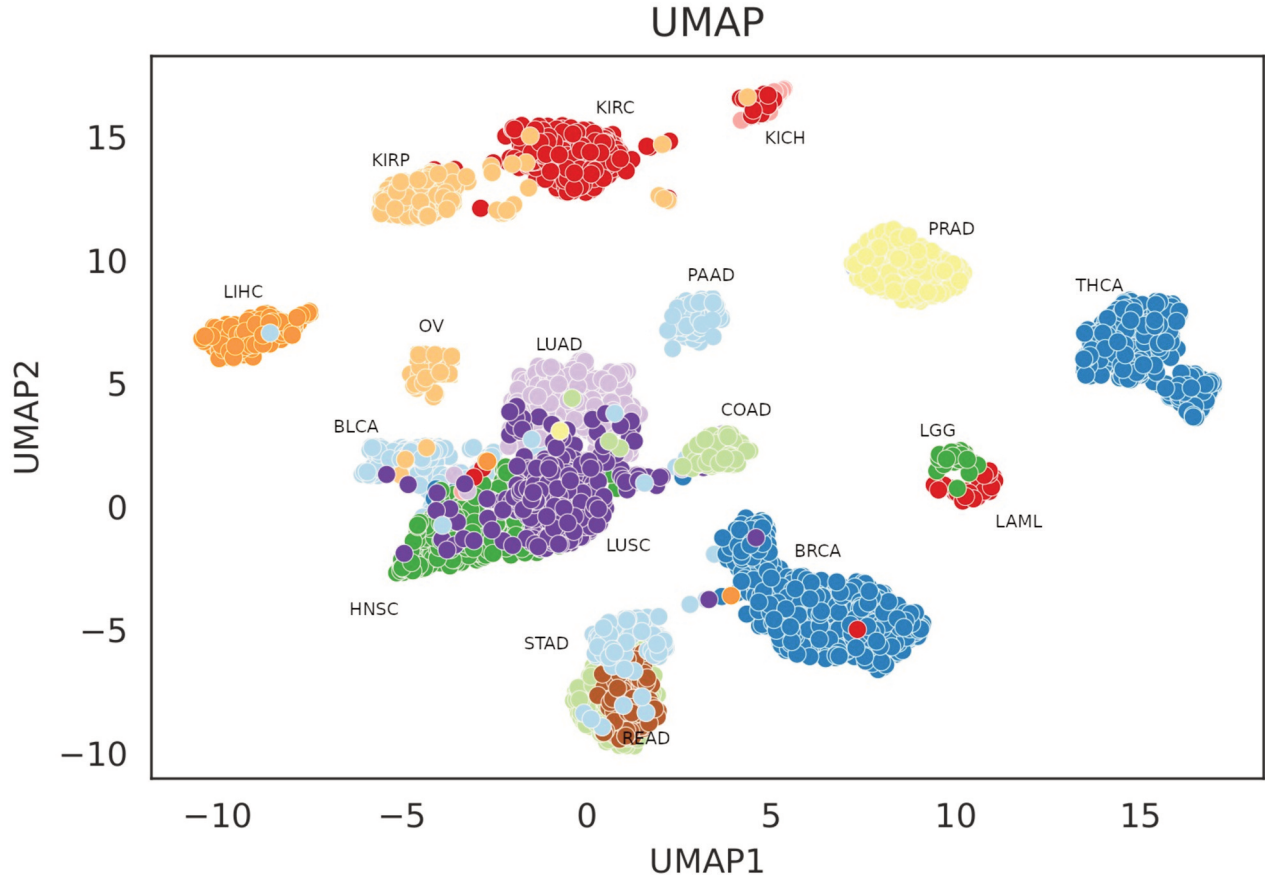 UMAP
KIRC
KICH
KIRP
PRAD
PAAD
THCA
LIHC
OV
LUAD
COAD
BLCA
LGG
LAML
LUSC
BRCA
HNSC
STAD
READ
15
10
5
0
−5
−10
UMAP2
−10
−5
0
5
10
15
UMAP1